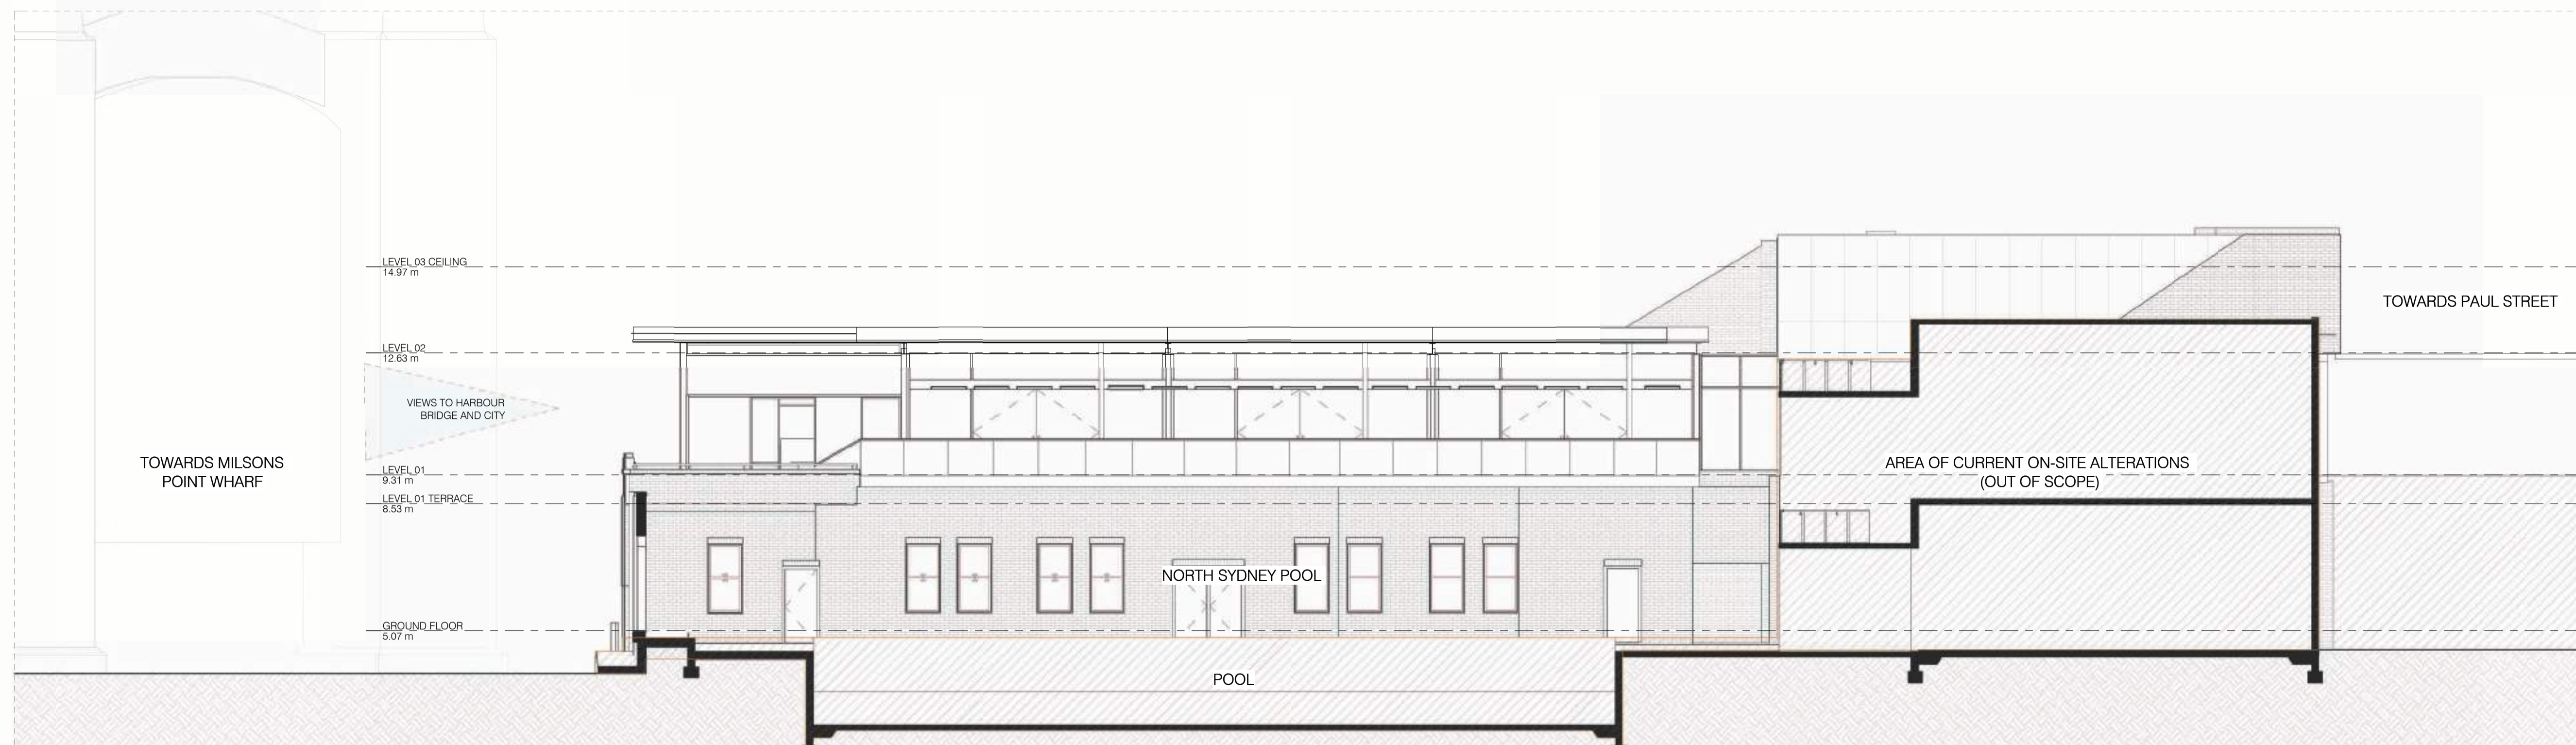 LEVEL 03 CEILING
14.97 m
TOWARDS PAUL STREET
LEVEL 02
12.63 m
VIEWS TO HARBOUR
BRIDGE AND CITY
TOWARDS MILSONS
POINT WHARF
LEVEL 01
9.31 m
AREA OF CURRENT ON-SITE ALTERATIONS
(OUT OF SCOPE)
LEVEL 01 TERRACE
8.53 m
NORTH SYDNEY POOL
GROUND FLOOR
5.07 m
POOL